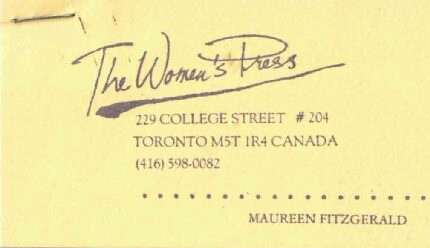 The Women's Press
229 COLLEGE STREET # 204
TORONTO M5T 1R4 CANADA
(416) 598-0082
MAUREEN FITZGERALD